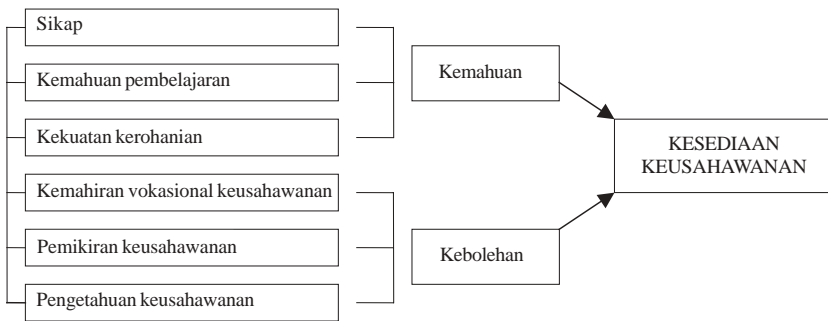 Sikap
Kemahuan pembelajaran
Kekuatan kerohanian
Kemahiran vokasional keusahawanan
Pemikiran keusahawanan
Pengetahuan keusahawanan
Kemahuan
Kebolehan
KESEDIAAN
KEUSAHAWANAN